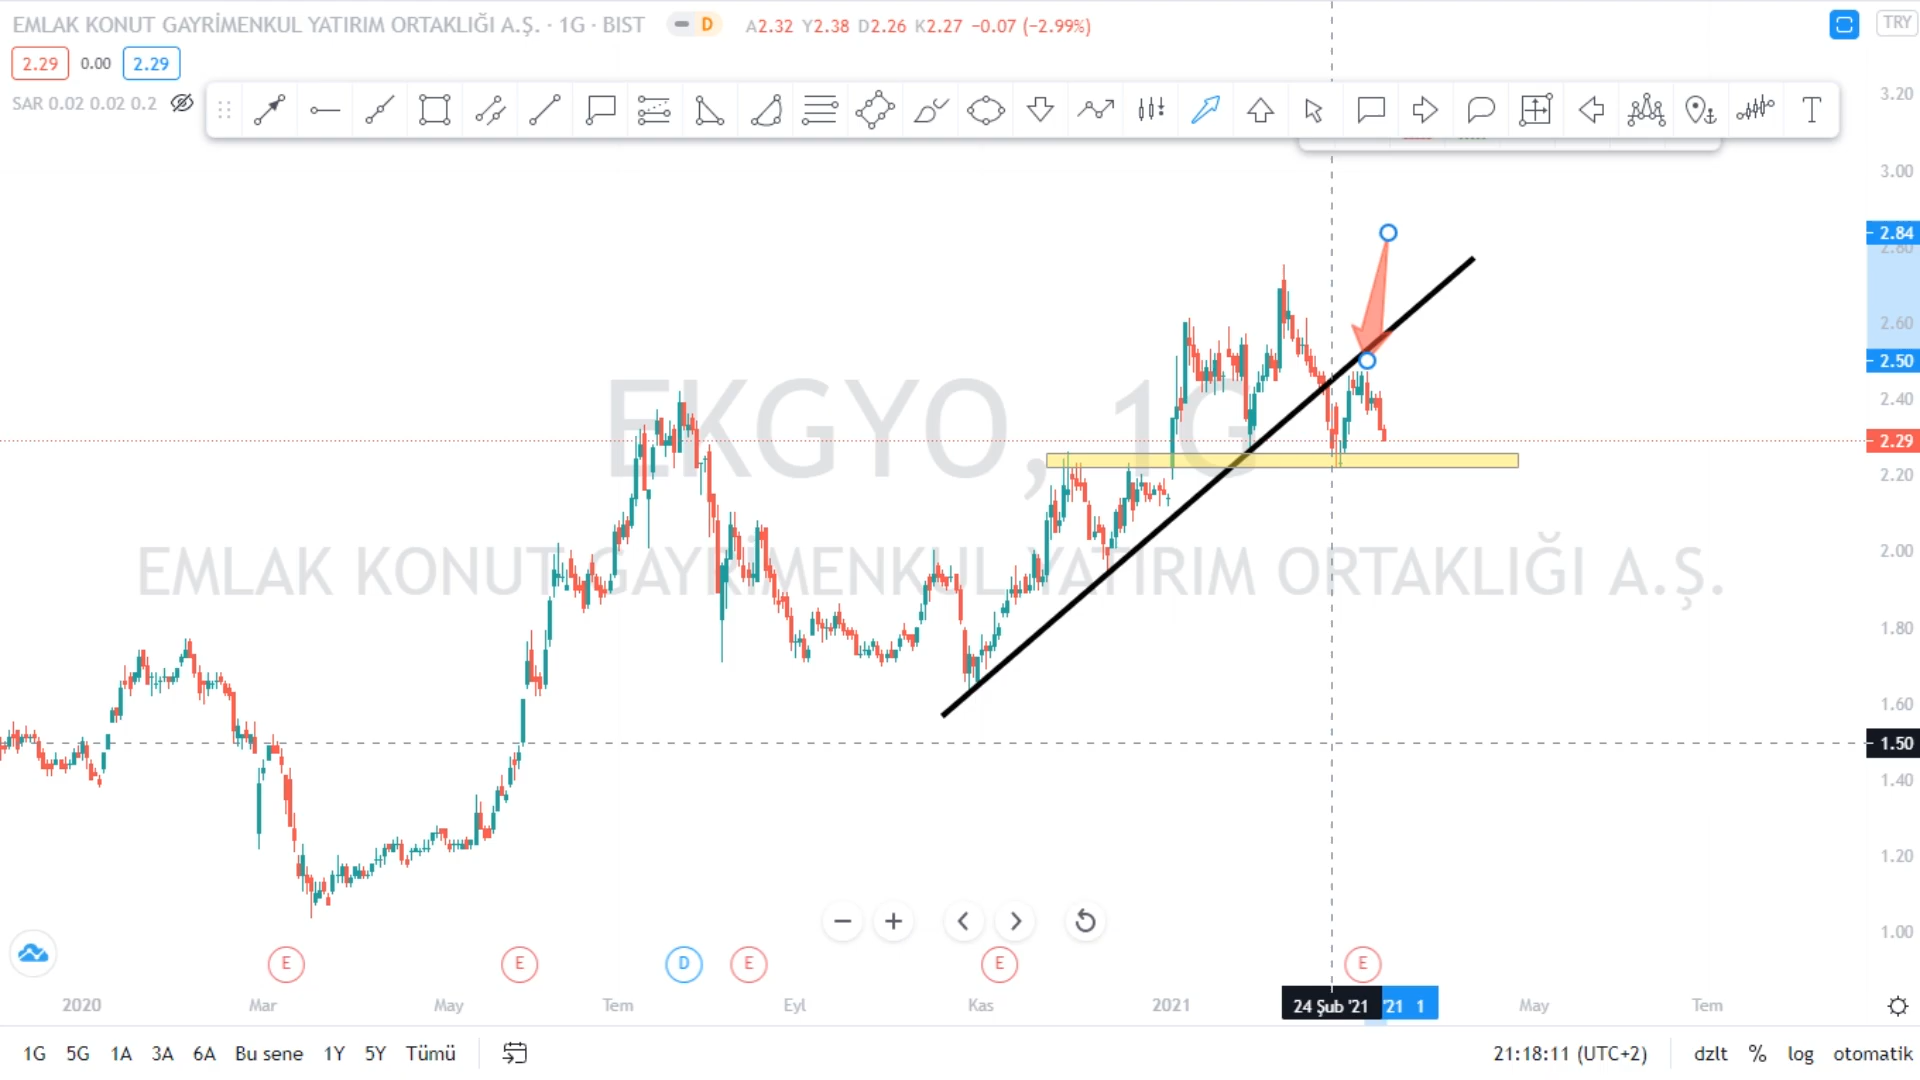 EMLAK KONUT GAYRİMENKUL YATIRIM ORTAKLIĞI A.Ş. · 1G · BIST D A2.32 Y2.38 D2.26 K2.27 −0.07 (−2.99%) TRY
2.29 0.00 2.29
SAR 0.02 0.02 0.2
T
3.20
3.00
2.84
2.80
2.60
2.50
2.40
2.29
2.20
2.00
1.80
1.60
1.50
1.40
1.20
1.00
EKGYO, 1G
EMLAK KONUT GAYRİMENKUL YATIRIM ORTAKLIĞI A.Ş.
E E D E E E
2020 Mar May Tem Eyl Kas 2021 24 Şub '21 '21 1 May Tem
1G 5G 1A 3A 6A Bu sene 1Y 5Y Tümü 21:18:11 (UTC+2) dzlt % log otomatik